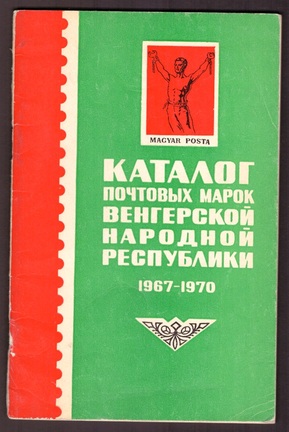 MAGYAR POSTA
КАТАЛОГ
ПОЧТОВЫХ МАРОК
ВЕНГЕРСКОЙ
НАРОДНОЙ
РЕСПУБЛИКИ
1967-1970